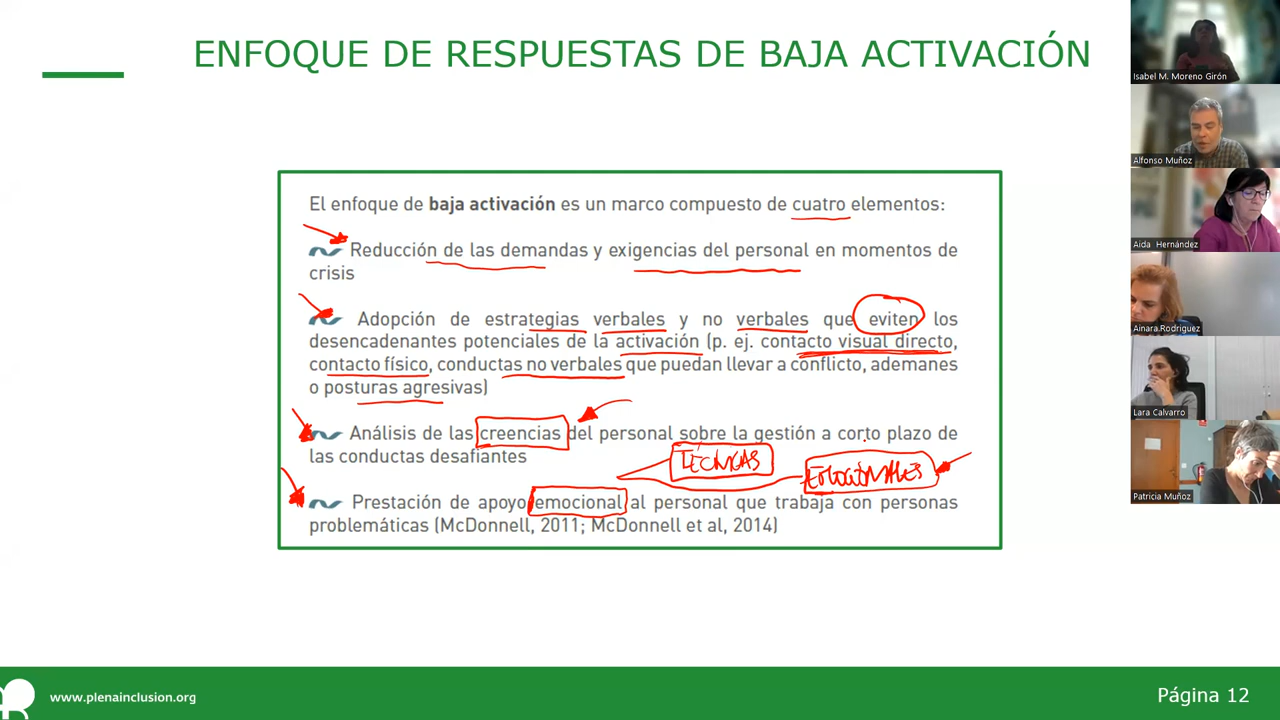 ENFOQUE DE RESPUESTAS DE BAJA ACTIVACIÓN
El enfoque de baja activación es un marco compuesto de cuatro elementos:
Reducción de las demandas y exigencias del personal en momentos de
crisis
Adopción de estrategias verbales y no verbales que eviten los
desencadenantes potenciales de la activación (p. ej. contacto visual directo,
contacto físico, conductas no verbales que puedan llevar a conflicto, ademanes
o posturas agresivas)
Análisis de las creencias del personal sobre la gestión a corto plazo de
las conductas desafiantes
TÉCNICAS
EMOCIONALES
Prestación de apoyo emocional al personal que trabaja con personas
problemáticas (McDonnell, 2011; McDonnell et al, 2014)
www.plenainclusion.org
Página 12
Isabel M. Moreno Girón
Alfonso Muñoz
Aida Hernández
Ainara.Rodriguez
Lara Calvarro
Patricia Muñoz